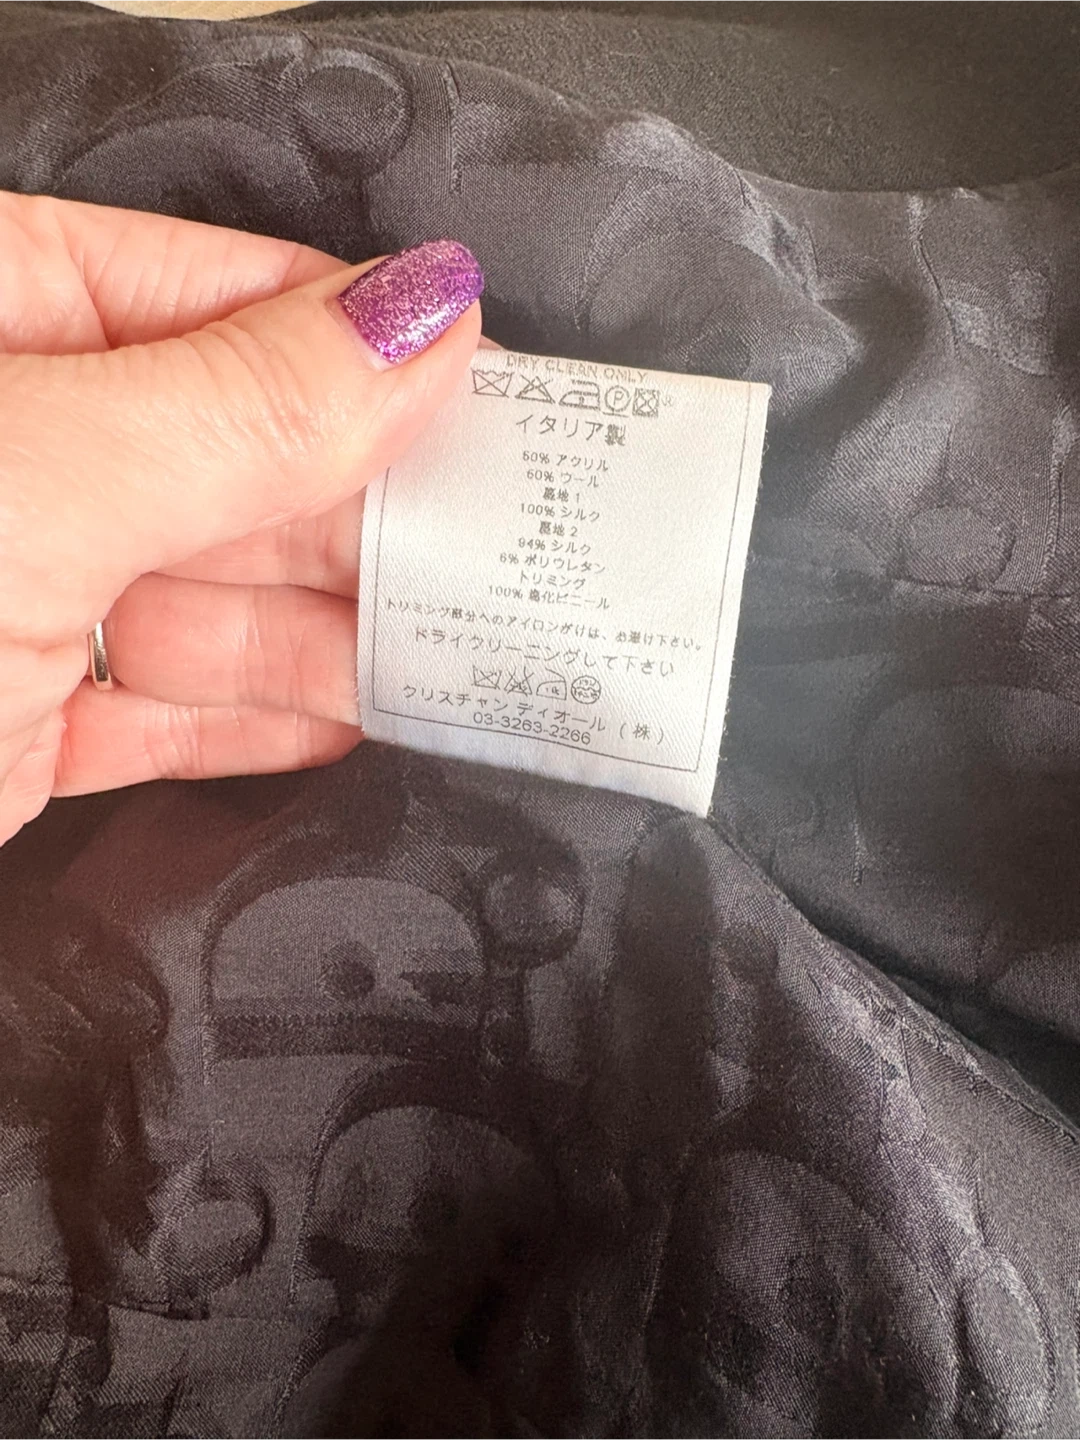 DRY CLEAN ONLY
イタリア製
50% アクリル
50% ウール
裏地 1
100% シルク
裏地 2
94% シルク
6% ポリウレタン
トリミング
100% 塩化ビニール
トリミング部分へのアイロンがけは、お避け下さい。
ドライクリーニングして下さい
クリスチャン ディオール (株)
03-3263-2266